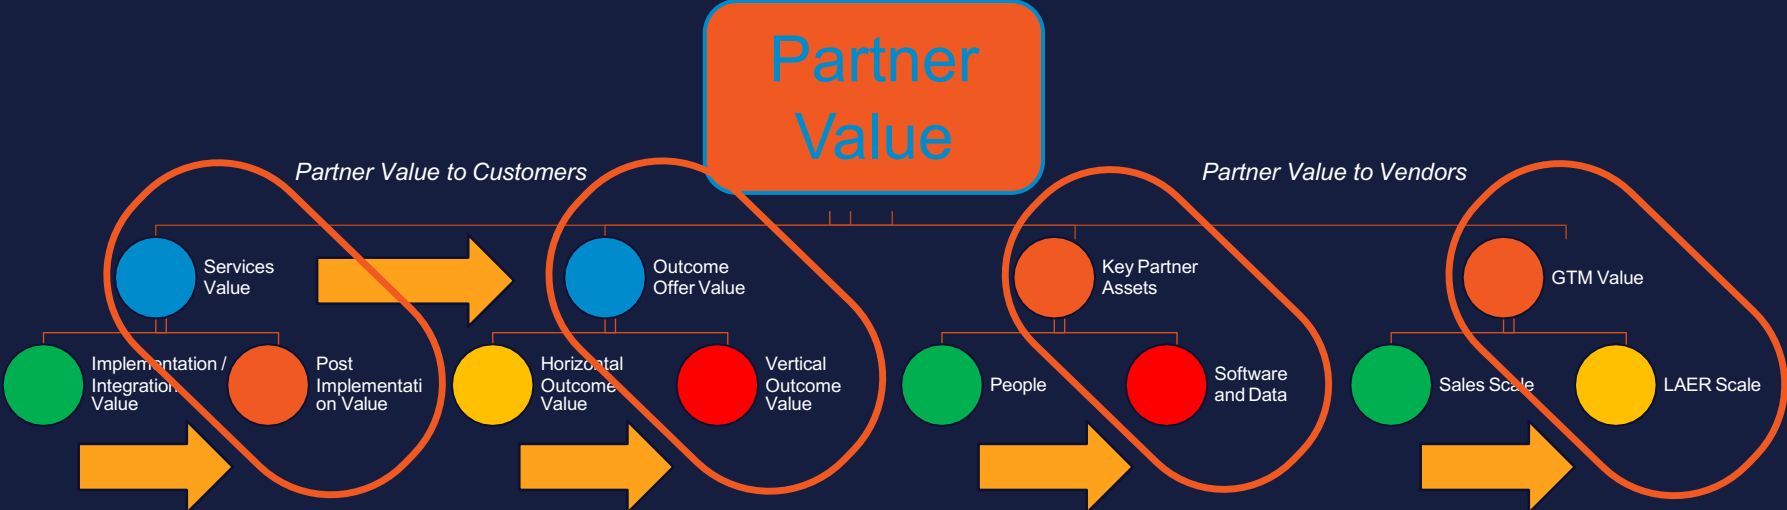 Partner
Value
Partner Value to Customers
Partner Value to Vendors
Services
Value
Outcome
Offer Value
Key Partner
Assets
GTM Value
Implementation /
Integration
Value
Post
Implementati
on Value
Horizontal
Outcome
Value
Vertical
Outcome
Value
People
Software
and Data
Sales Scale
LAER Scale